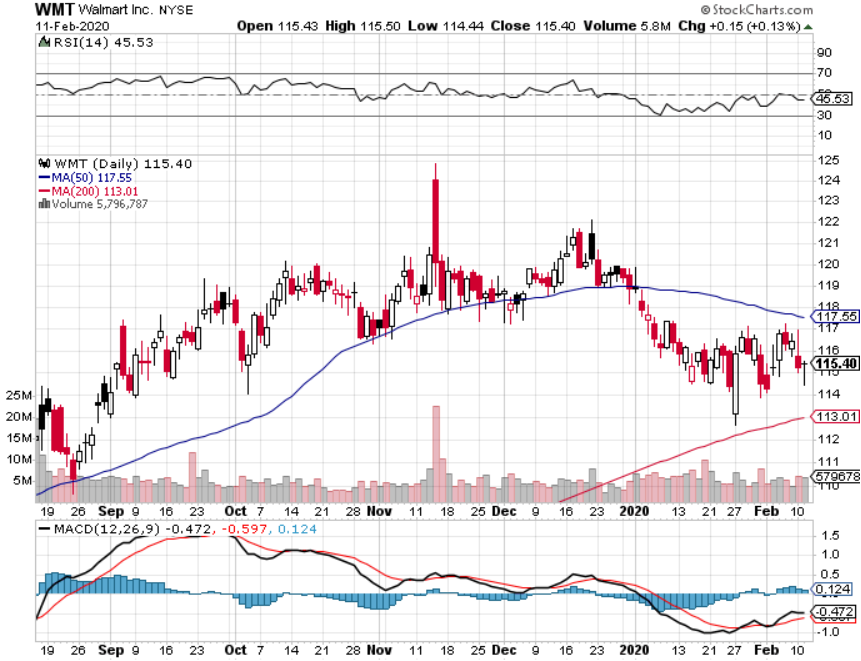 WMT Walmart Inc. NYSE © StockCharts.com
11-Feb-2020 Open 115.43 High 115.50 Low 114.44 Close 115.40 Volume 5.8M Chg +0.15 (+0.13%)
RSI(14) 45.53
90
70
45.53
30
10
WMT (Daily) 115.40
MA(50) 117.55
MA(200) 113.01
Volume 5,796,787
125
124
123
122
121
120
119
118
117.55
117
116
115.40
115
114
113.01
112
111
110
579678
25M
20M
15M
10M
5M
19 26 Sep 9 16 23 Oct 7 14 21 28 Nov 11 18 25 Dec 9 16 23 2020 13 21 27 Feb 10
MACD(12,26,9) -0.472, -0.597, 0.124
1.5
1.0
0.5
0.124
-0.472
-1.0
19 26 Sep 9 16 23 Oct 7 14 21 28 Nov 11 18 25 Dec 9 16 23 2020 13 21 27 Feb 10